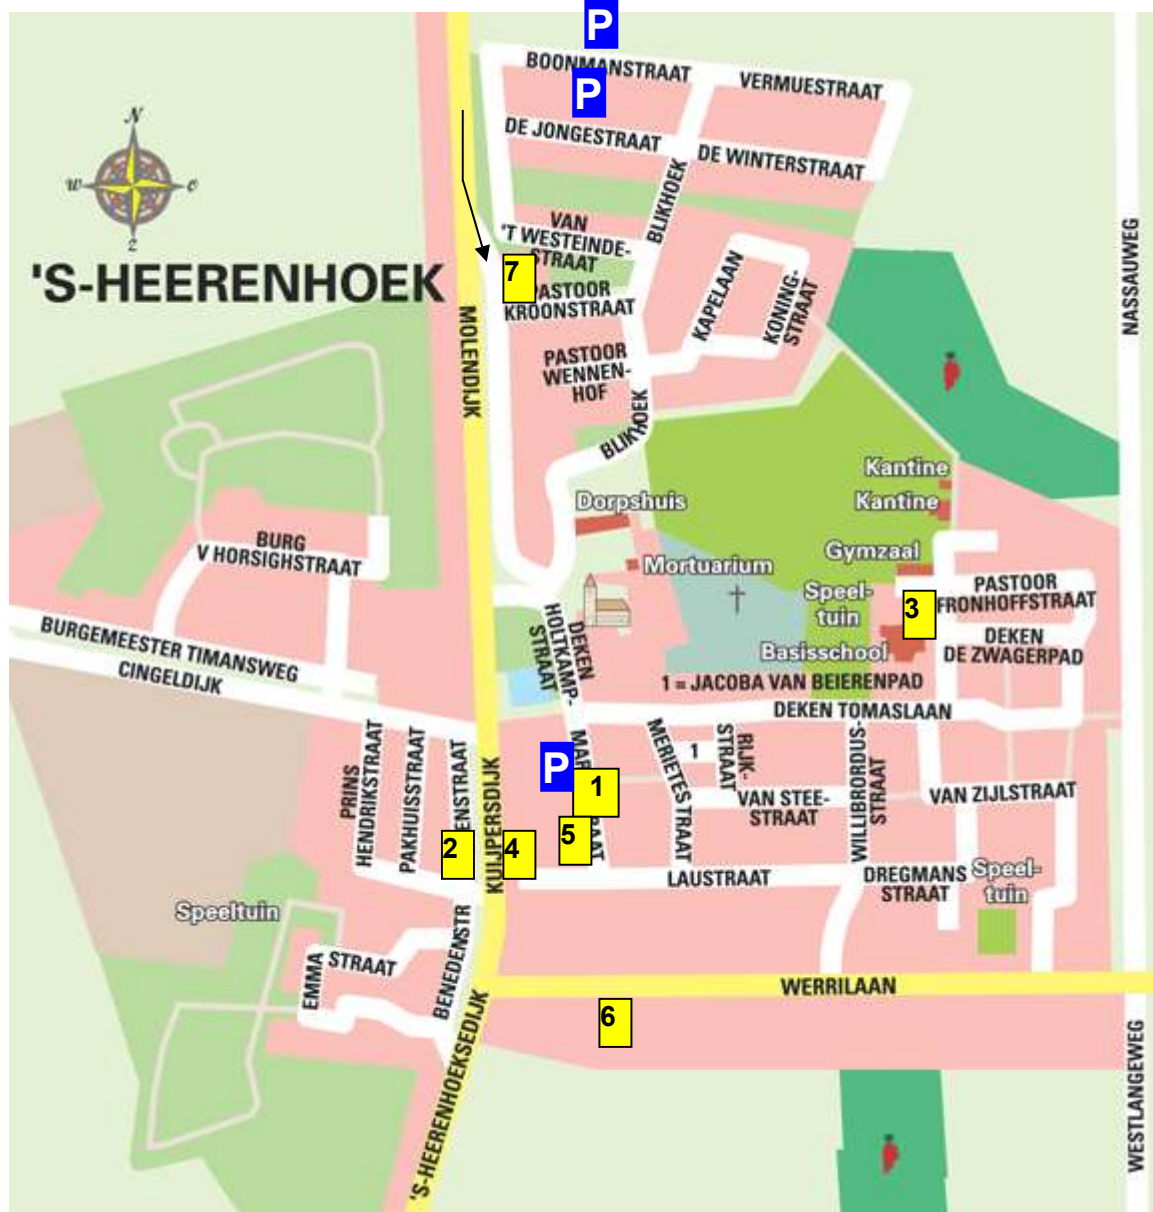 P
BOONMANSTRAAT
VERMUESTRAAT
P
DE JONGESTRAAT
DE WINTERSTRAAT
N
W
O
Z
BLIKHOEK
VAN
'T WESTEINDE-
STRAAT
'S-HEERENHOEK
7
PASTOOR
KROONSTRAAT
KAPELAAN
KONING-
STRAAT
NASSAUWEG
MOLENDIJK
PASTOOR
WENNEN-
HOF
BLIKHOEK
Kantine
Kantine
Dorpshuis
Gymzaal
Mortuarium
BURG
V HORSIGHSTRAAT
PASTOOR
FRONHOFFSTRAAT
Speel-
tuin
3
DEKEN
DE ZWAGERPAD
Basisschool
DEKEN
HOLTKAMP-
STRAAT
BURGEMEESTER TIMANSWEG
CINGELDIJK
1 = JACOBA VAN BEIERENPAD
DEKEN TOMASLAAN
PRINS
HENDRIKSTRAAT
PAKHUISSTRAAT
ENSTRAAT
KUIJPERSDIJK
P
MAR
RAAT
1
5
2
4
MERIETESTRAAT
1
RIJK-
STRAAT
VAN STEE-
STRAAT
WILLIBRORDUS-
STRAAT
VAN ZIJLSTRAAT
LAUSTRAAT
DREGMANS
STRAAT
Speel-
tuin
Speeltuin
EMMA
STRAAT
BENEDENSTR
WERRILAAN
6
'S-HEERENHOEKSEDIJK
WESTLANGEWEG